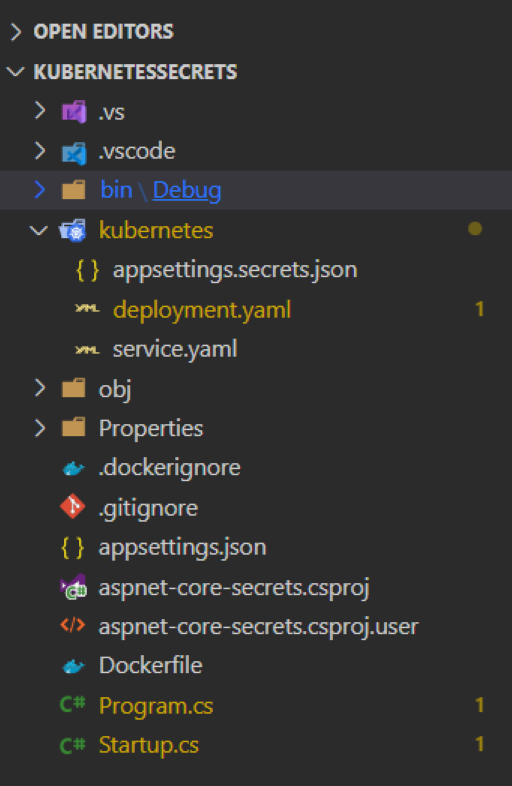 OPEN EDITORS
KUBERNETESSECRETS
.vs
.vscode
bin \ Debug
kubernetes
{ } appsettings.secrets.json
YML deployment.yaml 1
YML service.yaml
obj
Properties
.dockerignore
.gitignore
{ } appsettings.json
aspnet-core-secrets.csproj
</> aspnet-core-secrets.csproj.user
Dockerfile
C# Program.cs 1
C# Startup.cs 1